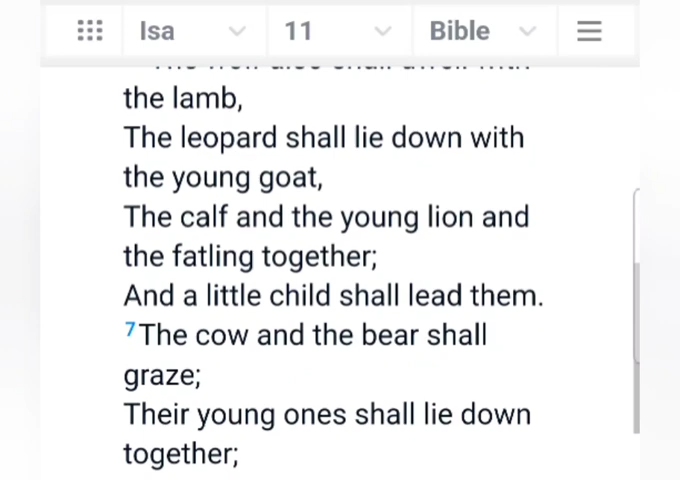 Isa 11 Bible
the lamb,
The leopard shall lie down with
the young goat,
The calf and the young lion and
the fatling together;
And a little child shall lead them.
7 The cow and the bear shall
graze;
Their young ones shall lie down
together;